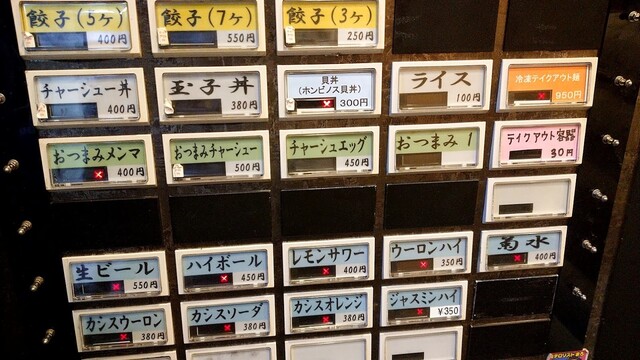 餃子(5ヶ)
400円
餃子(7ヶ)
550円
餃子(3ヶ)
250円
チャーシュー丼
400円
玉子丼
380円
貝丼
(ホンビノス貝丼)
300円
ライス
100円
冷凍テイクアウト麺
950円
おつまみメンマ
400円
おつまみチャーシュー
500円
チャーシュエッグ
450円
おつまみ1
テイクアウト容器
30円
生ビール
550円
ハイボール
450円
レモンサワー
400円
ウーロンハイ
350円
菊水
400円
カシスウーロン
380円
カシスソーダ
380円
カシスオレンジ
380円
ジャスミンハイ
¥350